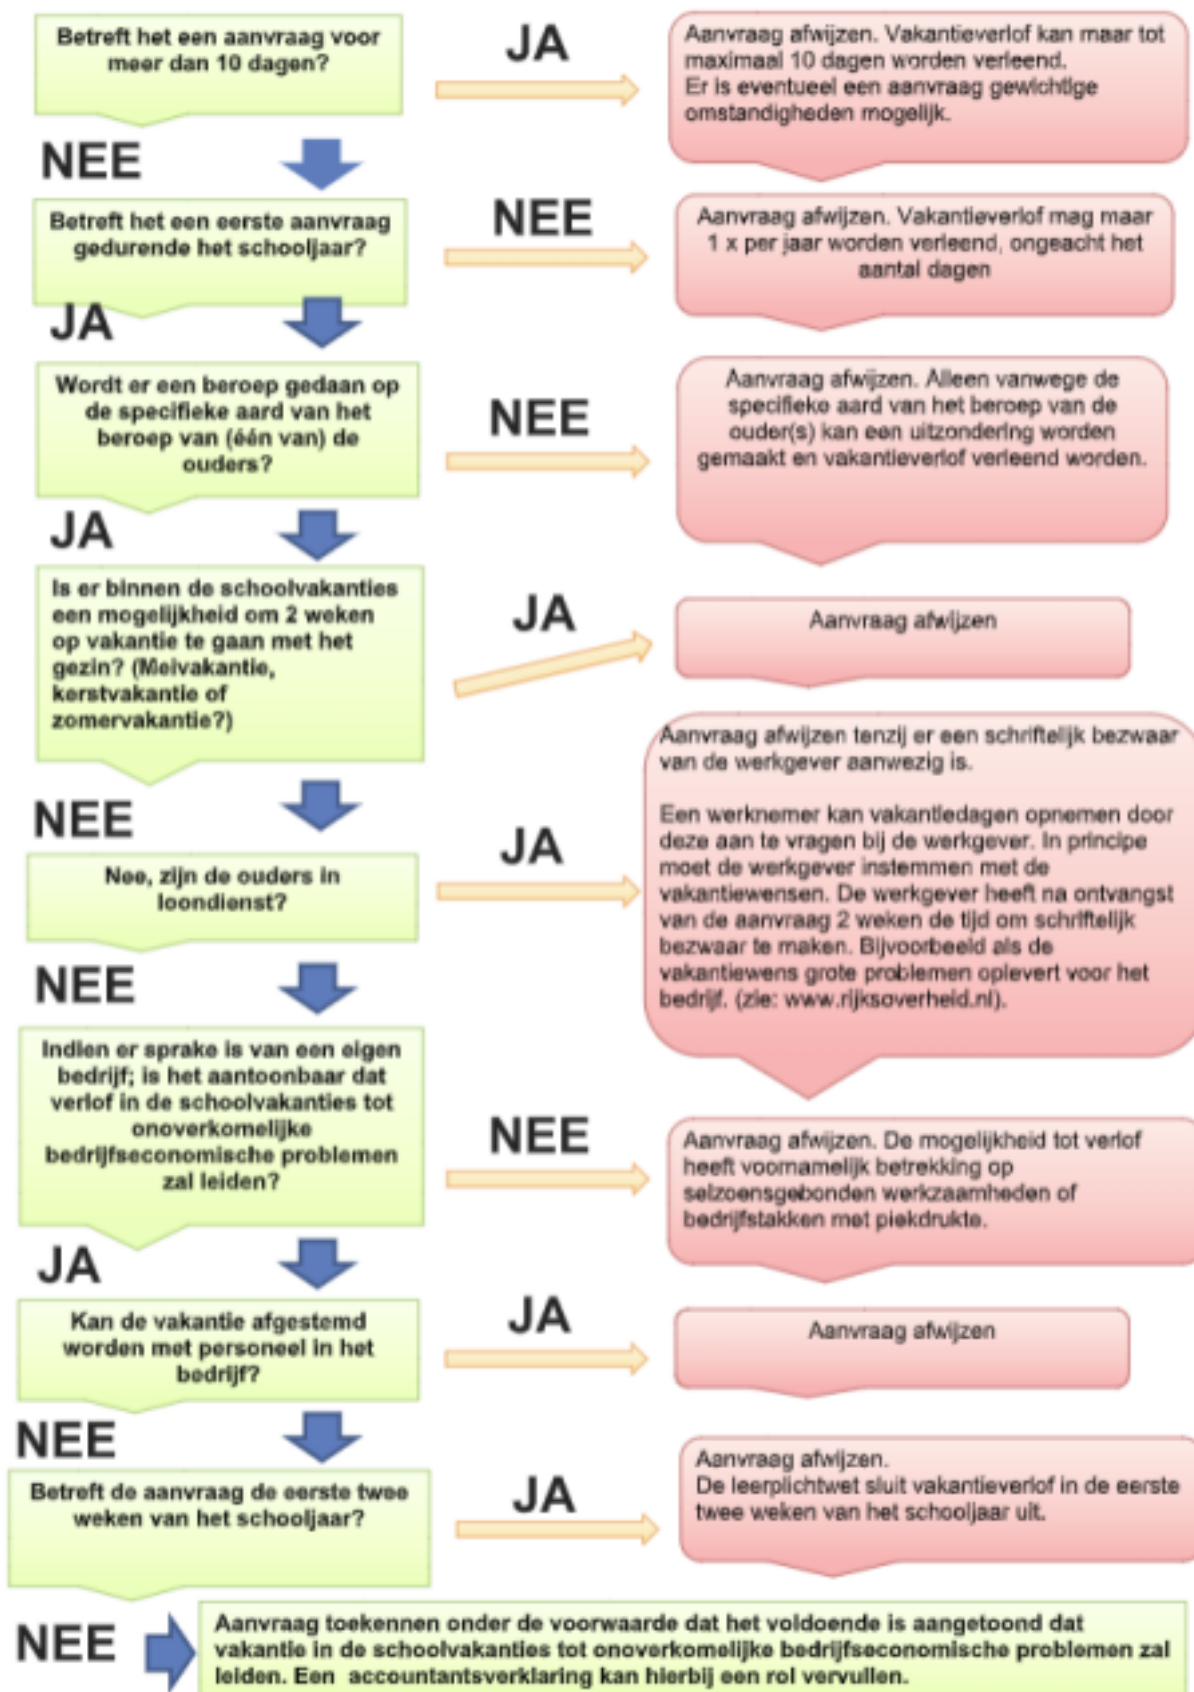 Betreft het een aanvraag voor
meer dan 10 dagen?
JA
Aanvraag afwijzen. Vakantieverlof kan maar tot
maximaal 10 dagen worden verleend.
Er is eventueel een aanvraag gewichtige
omstandigheden mogelijk.
NEE
Betreft het een eerste aanvraag
gedurende het schooljaar?
NEE
Aanvraag afwijzen. Vakantieverlof mag maar
1 x per jaar worden verleend, ongeacht het
aantal dagen
JA
Wordt er een beroep gedaan op
de specifieke aard van het
beroep van (één van) de
ouders?
NEE
Aanvraag afwijzen. Alleen vanwege de
specifieke aard van het beroep van de
ouder(s) kan een uitzondering worden
gemaakt en vakantieverlof verleend worden.
JA
Is er binnen de schoolvakanties
een mogelijkheid om 2 weken
op vakantie te gaan met het
gezin? (Meivakantie,
kerstvakantie of
zomervakantie?)
JA
Aanvraag afwijzen
NEE
Nee, zijn de ouders in
loondienst?
JA
Aanvraag afwijzen tenzij er een schriftelijk bezwaar
van de werkgever aanwezig is.
Een werknemer kan vakantiedagen opnemen door
deze aan te vragen bij de werkgever. In principe
moet de werkgever instemmen met de
vakantiewensen. De werkgever heeft na ontvangst
van de aanvraag 2 weken de tijd om schriftelijk
bezwaar te maken. Bijvoorbeeld als de
vakantiewens grote problemen oplevert voor het
bedrijf. (zie: www.rijksoverheid.nl).
NEE
Indien er sprake is van een eigen
bedrijf; is het aantoonbaar dat
verlof in de schoolvakanties tot
onoverkomelijke
bedrijfseconomische problemen
zal leiden?
NEE
Aanvraag afwijzen. De mogelijkheid tot verlof
heeft voornamelijk betrekking op
seizoensgebonden werkzaamheden of
bedrijfstakken met piekdrukte.
JA
Kan de vakantie afgestemd
worden met personeel in het
bedrijf?
JA
Aanvraag afwijzen
NEE
Betreft de aanvraag de eerste twee
weken van het schooljaar?
JA
Aanvraag afwijzen.
De leerplichtwet sluit vakantieverlof in de eerste
twee weken van het schooljaar uit.
NEE
Aanvraag toekennen onder de voorwaarde dat het voldoende is aangetoond dat
vakantie in de schoolvakanties tot onoverkomelijke bedrijfseconomische problemen zal
leiden. Een accountantsverklaring kan hierbij een rol vervullen.